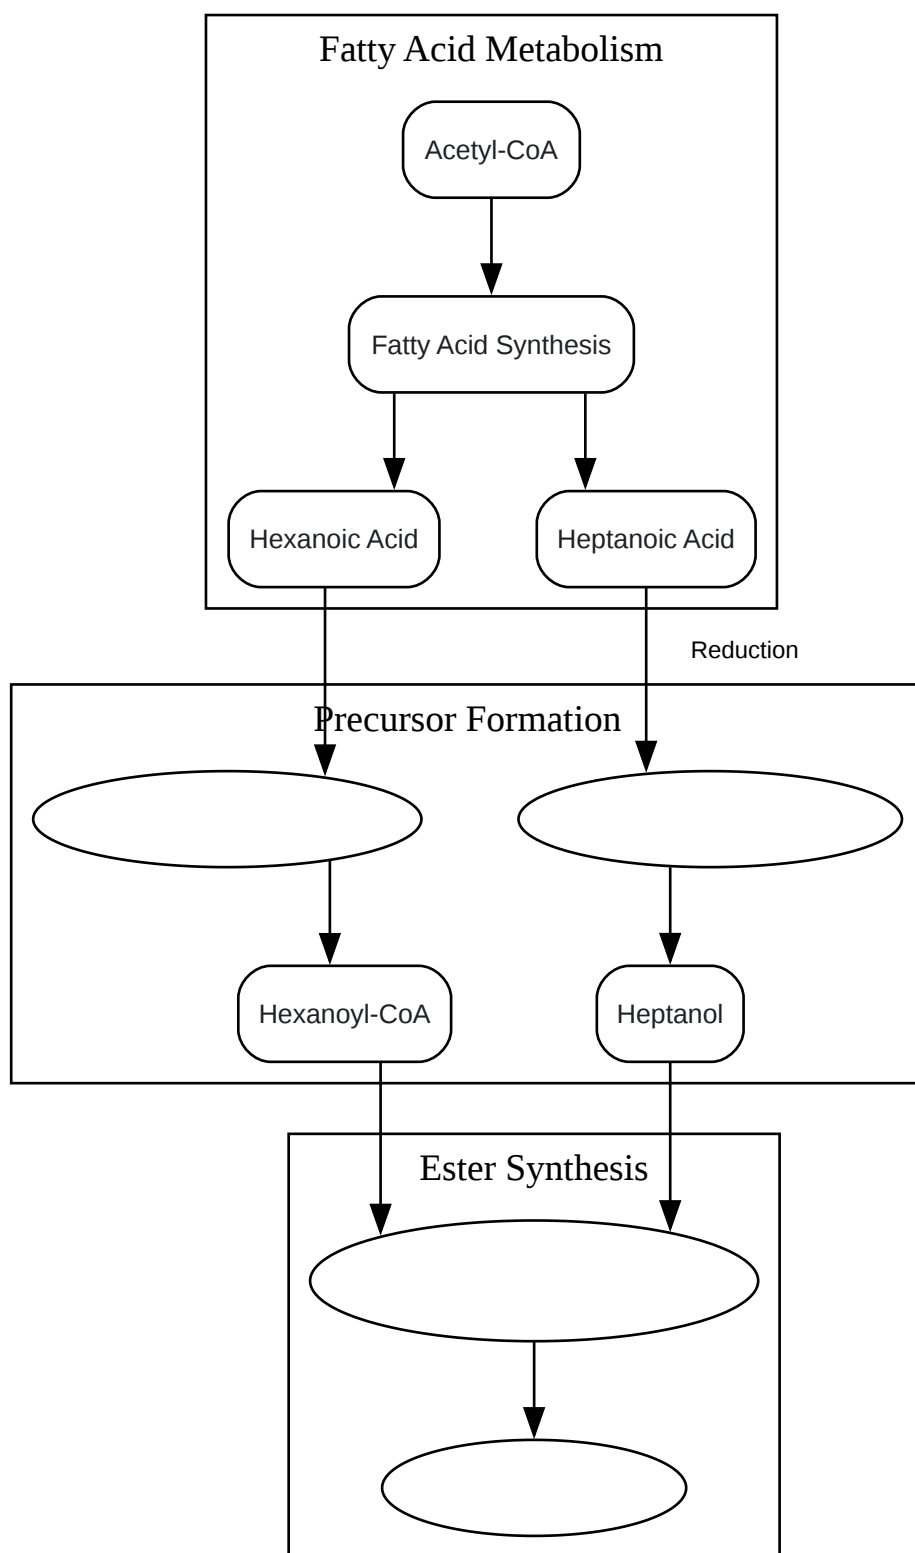 Fatty Acid Metabolism
Acetyl-CoA
Fatty Acid Synthesis
Hexanoic Acid
Heptanoic Acid
Reduction
Precursor Formation
Hexanoyl-CoA
Heptanol
Ester Synthesis